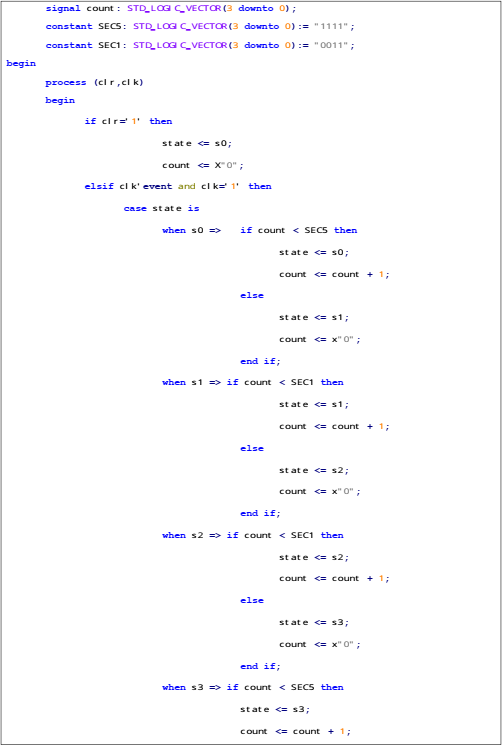 signal count: STD_LOGIC_VECTOR(3 downto 0);
constant SEC5: STD_LOGIC_VECTOR(3 downto 0):= "1111";
constant SEC1: STD_LOGIC_VECTOR(3 downto 0):= "0011";
begin
process (clr,clk)
begin
if clr='1' then
state <= s0;
count <= X"0";
elsif clk'event and clk='1' then
case state is
when s0 => if count < SEC5 then
state <= s0;
count <= count + 1;
else
state <= s1;
count <= x"0";
end if;
when s1 => if count < SEC1 then
state <= s1;
count <= count + 1;
else
state <= s2;
count <= x"0";
end if;
when s2 => if count < SEC1 then
state <= s2;
count <= count + 1;
else
state <= s3;
count <= x"0";
end if;
when s3 => if count < SEC5 then
state <= s3;
count <= count + 1;